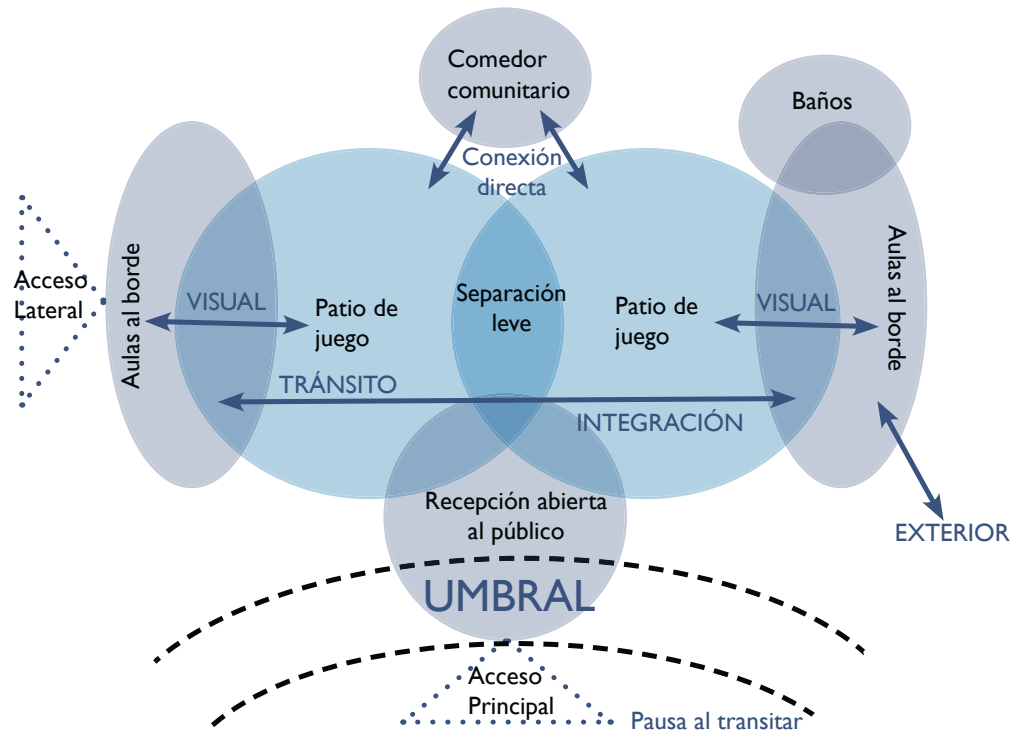 Comedor
comunitario
Baños
Conexión
directa
Acceso
Lateral
Aulas al borde
VISUAL
Patio de
juego
Separación
leve
Patio de
juego
VISUAL
Aulas al borde
TRÁNSITO
INTEGRACIÓN
Recepción abierta
al público
EXTERIOR
UMBRAL
Acceso
Principal
Pausa al transitar